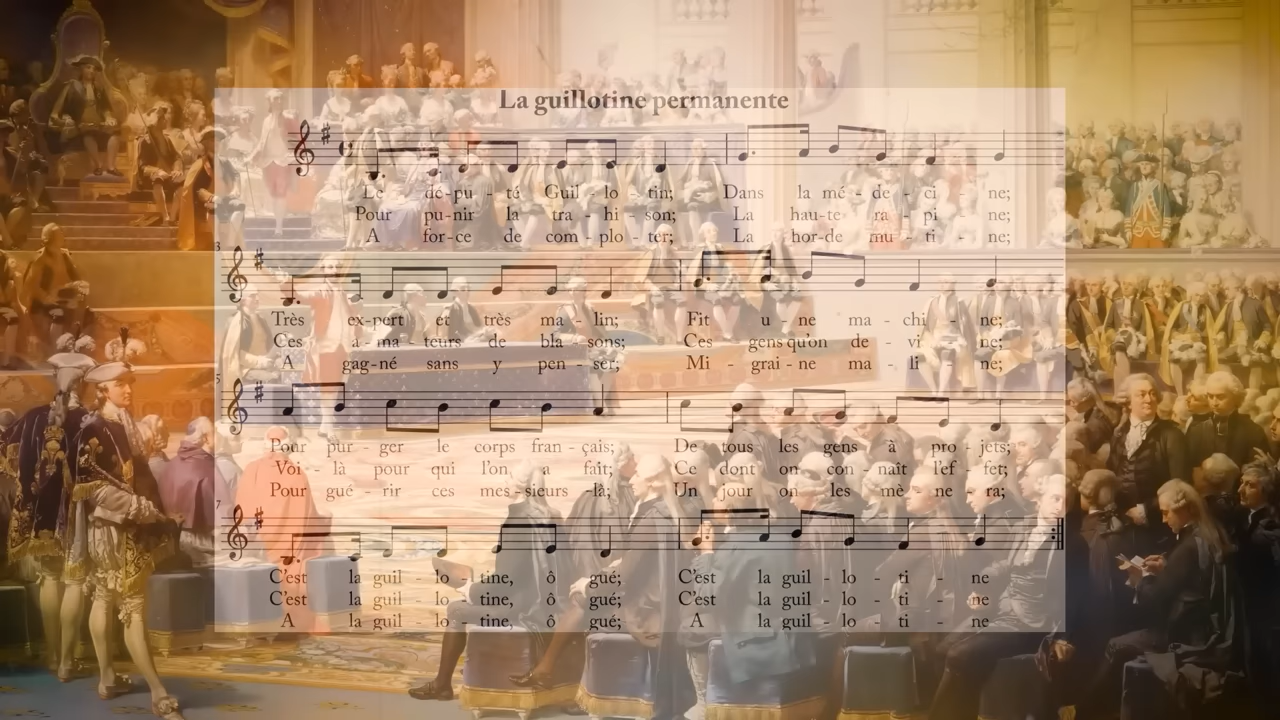 La guillotine permanente
Le dé - pu - té Guil - lo - tin; Dans la mé - de - ci - ne;
Pour pu - nir la tra - hi - son; La hau - te ra - pi - ne;
A for - ce de com - plo - ter; La hor - de mu - ti - ne;
3
Très ex - pert et très ma - lin; Fit u - ne ma - chi - ne;
Ces a - ma - teurs de bla - sons; Ces gens qu'on de - vi - ne;
A gag - né sans y pen - ser; Mi - grai - ne ma - li - ne;
5
Pour pur - ger le corps fran - çais; De tous les gens à pro - jets;
Voi - là pour qui l'on a fait; Ce dont on con - naît l'ef - fet;
Pour gué - rir ces mes - sieurs - là; Un jour on les mè - ne ra;
7
C'est la guil - lo - tine, ô gué; C'est la guil - lo - ti - ne
C'est la guil - lo - tine, ô gué; C'est la guil - lo - ti - ne
A la guil - lo - tine, ô gué; A la guil - lo - ti - ne